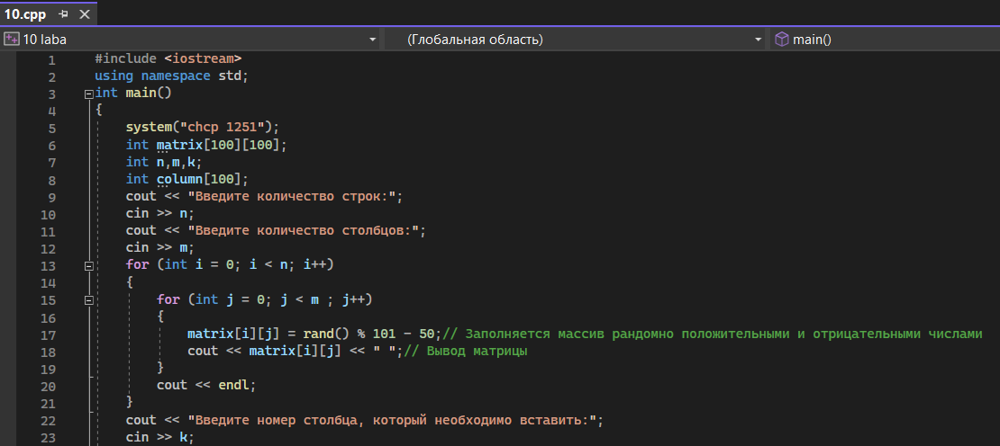 10.cpp
10 laba (Глобальная область) main()
1 #include <iostream>
2 using namespace std;
3 int main()
4 {
5 system("chcp 1251");
6 int matrix[100][100];
7 int n,m,k;
8 int column[100];
9 cout << "Введите количество строк:";
10 cin >> n;
11 cout << "Введите количество столбцов:";
12 cin >> m;
13 for (int i = 0; i < n; i++)
14 {
15 for (int j = 0; j < m ; j++)
16 {
17 matrix[i][j] = rand() % 101 - 50;// Заполняется массив рандомно положительными и отрицательными числами
18 cout << matrix[i][j] << " ";// Вывод матрицы
19 }
20 cout << endl;
21 }
22 cout << "Введите номер столбца, который необходимо вставить:";
23 cin >> k;